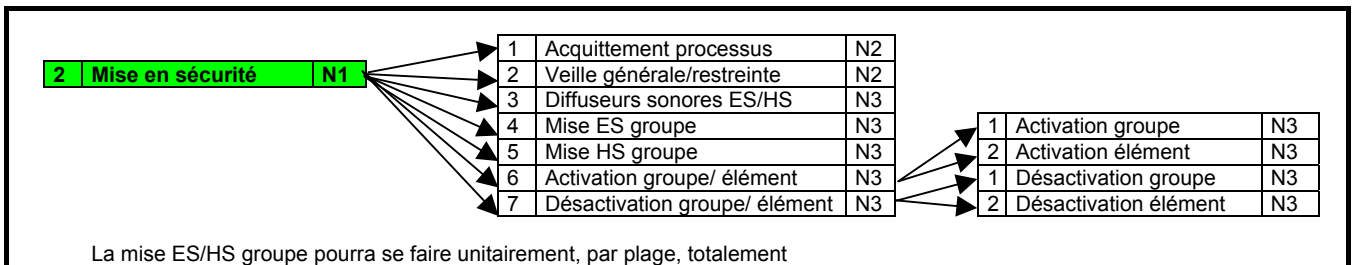 1 Acquittement processus N2
2 Mise en sécurité N1
2 Veille générale/restreinte N2
3 Diffuseurs sonores ES/HS N3
4 Mise ES groupe N3
1 Activation groupe N3
5 Mise HS groupe N3
2 Activation élément N3
6 Activation groupe/ élément N3
1 Désactivation groupe N3
7 Désactivation groupe/ élément N3
2 Désactivation élément N3
La mise ES/HS groupe pourra se faire unitairement, par plage, totalement